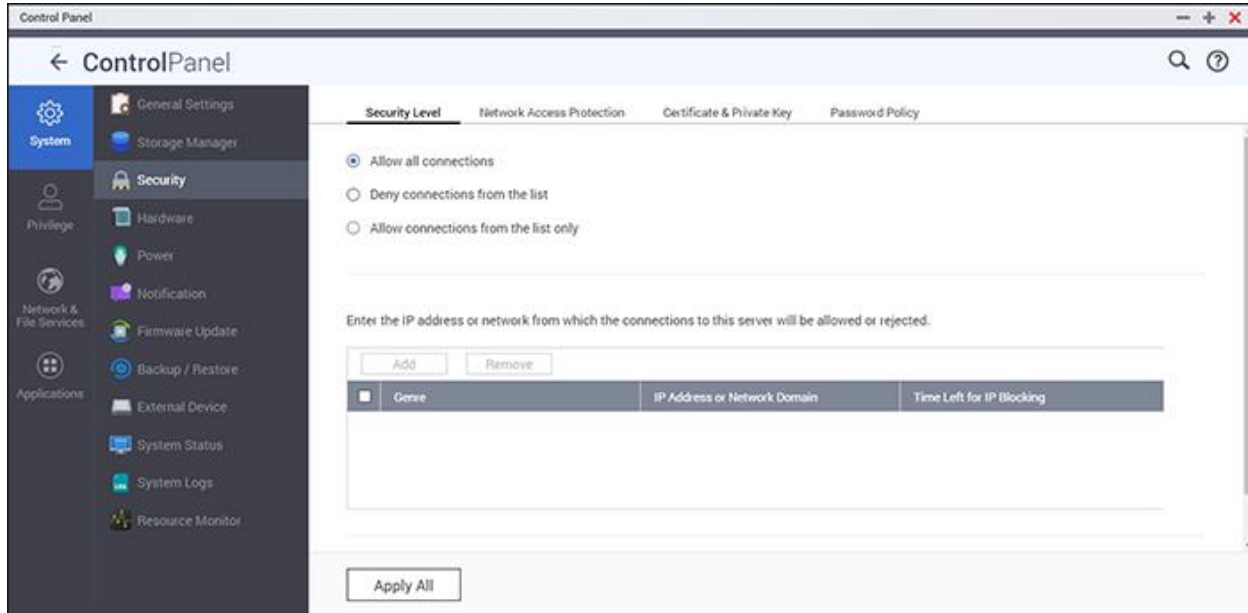 Control Panel
ControlPanel
System
Privilege
Network &
File Services
Applications
General Settings
Storage Manager
Security
Hardware
Power
Notification
Firmware Update
Backup / Restore
External Device
System Status
System Logs
Resource Monitor
Security Level Network Access Protection Certificate & Private Key Password Policy
Allow all connections
Deny connections from the list
Allow connections from the list only
Enter the IP address or network from which the connections to this server will be allowed or rejected.
Add Remove
Genre IP Address or Network Domain Time Left for IP Blocking
Apply All